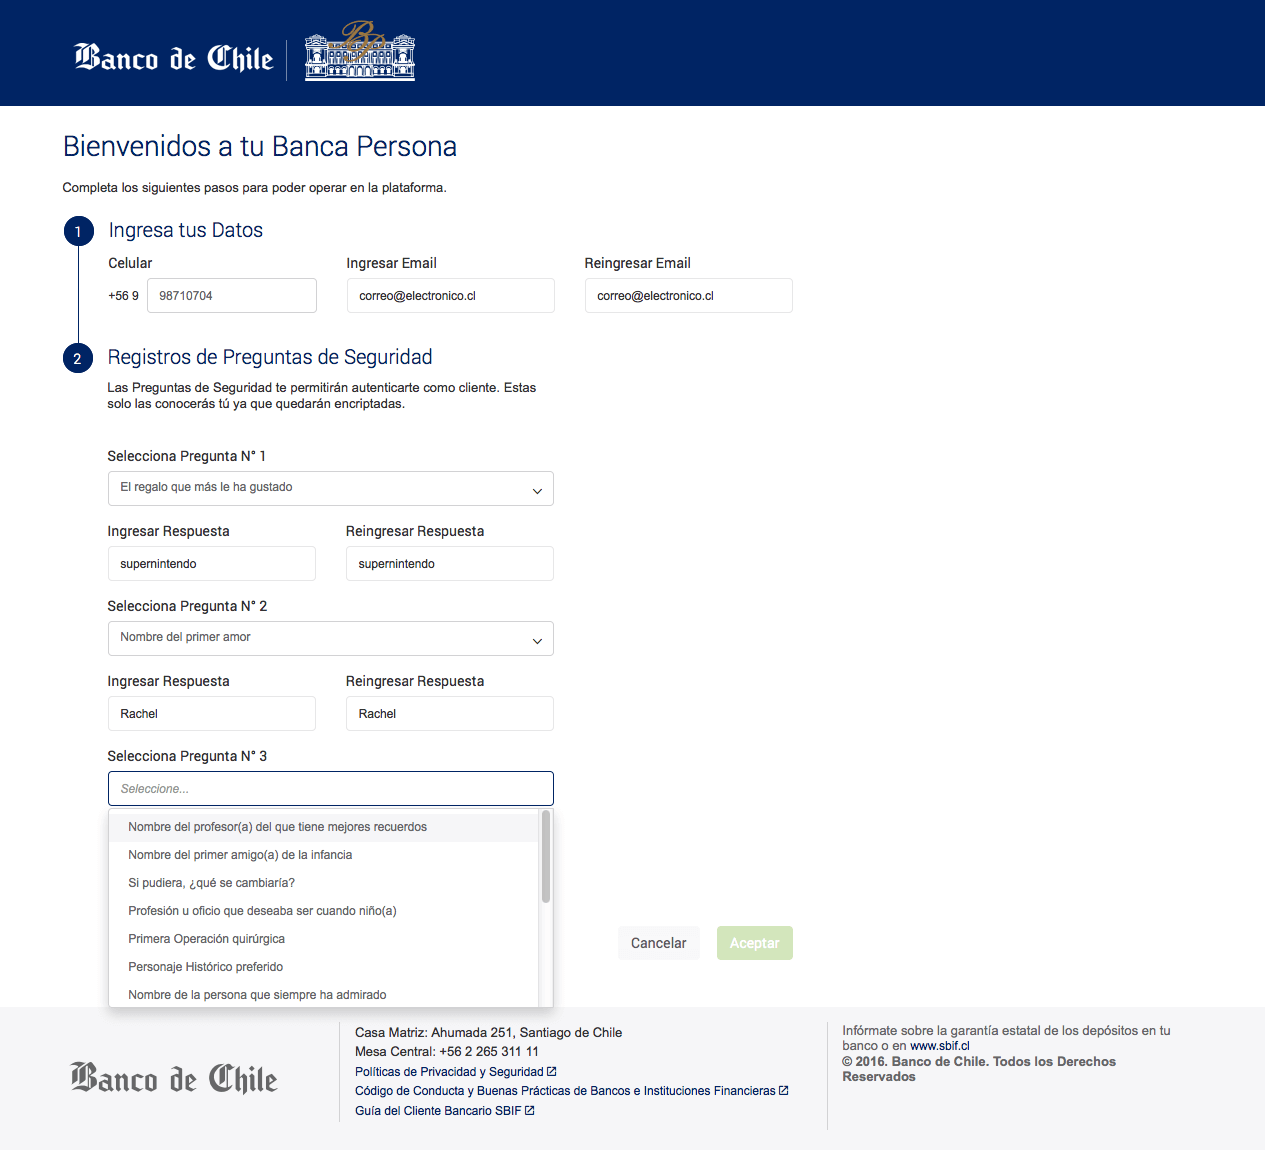 Banco de Chile
Bienvenidos a tu Banca Persona
Completa los siguientes pasos para poder operar en la plataforma.
1 Ingresa tus Datos
Celular Ingresar Email Reingresar Email
+56 9 98710704 correo@electronico.cl correo@electronico.cl
2 Registros de Preguntas de Seguridad
Las Preguntas de Seguridad te permitirán autenticarte como cliente. Estas
solo las conocerás tú ya que quedarán encriptadas.
Selecciona Pregunta N° 1
El regalo que más le ha gustado
Ingresar Respuesta Reingresar Respuesta
supernintendo supernintendo
Selecciona Pregunta N° 2
Nombre del primer amor
Ingresar Respuesta Reingresar Respuesta
Rachel Rachel
Selecciona Pregunta N° 3
Seleccione...
Nombre del profesor(a) del que tiene mejores recuerdos
Nombre del primer amigo(a) de la infancia
Si pudiera, ¿qué se cambiaría?
Profesión u oficio que deseaba ser cuando niño(a)
Primera Operación quirúrgica
Personaje Histórico preferido
Nombre de la persona que siempre ha admirado
Cancelar Aceptar
Banco de Chile
Casa Matriz: Ahumada 251, Santiago de Chile
Mesa Central: +56 2 265 311 11
Políticas de Privacidad y Seguridad
Código de Conducta y Buenas Prácticas de Bancos e Instituciones Financieras
Guía del Cliente Bancario SBIF
Infórmate sobre la garantía estatal de los depósitos en tu
banco o en www.sbif.cl
© 2016. Banco de Chile. Todos los Derechos
Reservados